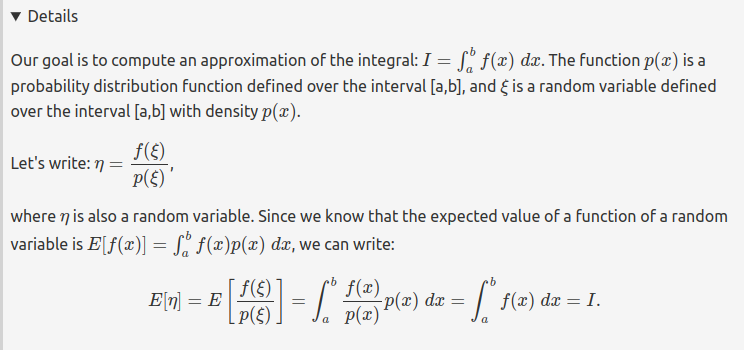 ▼ Details
Our goal is to compute an approximation of the integral: $I = \int_a^b f(x)\ dx$. The function $p(x)$ is a
probability distribution function defined over the interval [a,b], and $\xi$ is a random variable defined
over the interval [a,b] with density $p(x)$.
Let's write: $\eta = \dfrac{f(\xi)}{p(\xi)}$,
where $\eta$ is also a random variable. Since we know that the expected value of a function of a random
variable is $E[f(x)] = \int_a^b f(x)p(x)\ dx$, we can write:
$E[\eta] = E\left[\dfrac{f(\xi)}{p(\xi)}\right] = \int_a^b \dfrac{f(x)}{p(x)} p(x)\ dx = \int_a^b f(x)\ dx = I.$